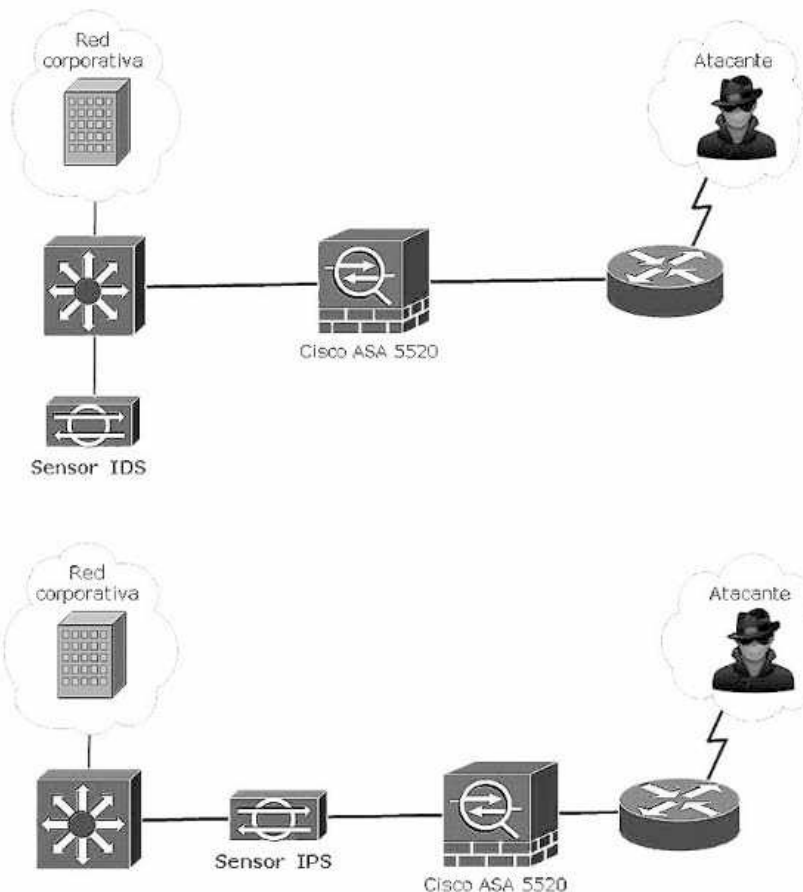 Red
corporativa
Atacante
Cisco ASA 5520
Sensor IDS
Red
corporativa
Atacante
Sensor IPS
Cisco ASA 5520